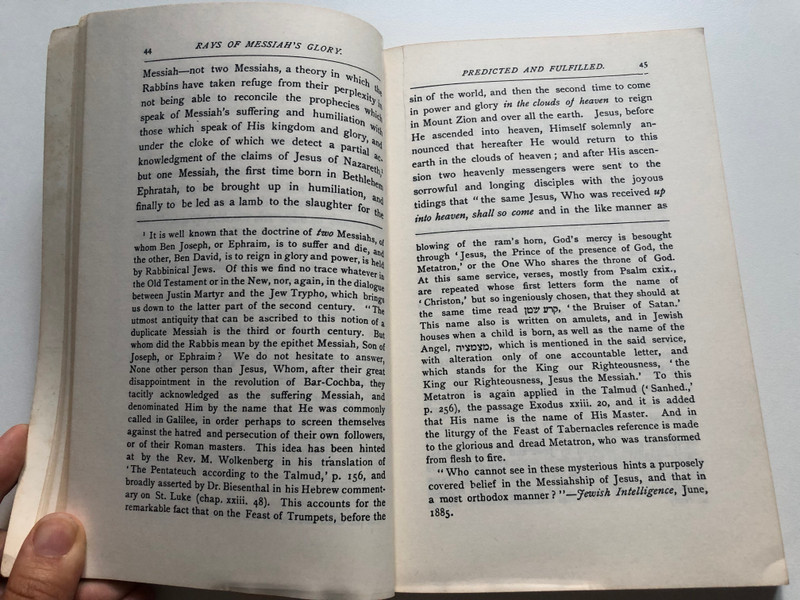 44 RAYS OF MESSIAH'S GLORY.
Messiah—not two Messiahs, a theory in which the
Rabbins have taken refuge from their perplexity in
not being able to reconcile the prophecies which
speak of Messiah's suffering and humiliation with
those which speak of His kingdom and glory, and
under the cloke of which we detect a partial ac-
knowledgment of the claims of Jesus of Nazareth,¹
but one Messiah, the first time born in Bethlehem
Ephratah, to be brought up in humiliation, and
finally to be led as a lamb to the slaughter for the
¹ It is well known that the doctrine of two Messiahs, of
whom Ben Joseph, or Ephraim, is to suffer and die, and
the other, Ben David, is to reign in glory and power, is held
by Rabbinical Jews. Of this we find no trace whatever in
the Old Testament or in the New, nor, again, in the dialogue
between Justin Martyr and the Jew Trypho, which brings
us down to the latter part of the second century. "The
utmost antiquity that can be ascribed to this notion of a
duplicate Messiah is the third or fourth century. But
whom did the Rabbis mean by the epithet Messiah, Son of
Joseph, or Ephraim? We do not hesitate to answer,
None other person than Jesus, Whom, after their great
disappointment in the revolution of Bar-Cochba, they
tacitly acknowledged as the suffering Messiah, and
denominated Him by the name that He was commonly
called in Galilee, in order perhaps to screen themselves
against the hatred and persecution of their own followers,
or of their Roman masters. This idea has been hinted
at by the Rev. M. Wolkenberg in his translation of
'The Pentateuch according to the Talmud,' p. 156, and
broadly asserted by Dr. Biesenthal in his Hebrew comment-
ary on St. Luke (chap. xxiii. 48). This accounts for the
remarkable fact that on the Feast of Trumpets, before the
PREDICTED AND FULFILLED. 45
sin of the world, and then the second time to come
in power and glory in the clouds of heaven to reign
in Mount Zion and over all the earth. Jesus, before
He ascended into heaven, Himself solemnly an-
nounced that hereafter He would return to this
earth in the clouds of heaven; and after His ascen-
sion two heavenly messengers were sent to the
sorrowful and longing disciples with the joyous
tidings that "the same Jesus, Who was received up
into heaven, shall so come and in the like manner as
blowing of the ram's horn, God's mercy is besought
through 'Jesus, the Prince of the presence of God, the
Metatron,' or the One Who shares the throne of God.
At this same service, verses, mostly from Psalm cxix.,
are repeated whose first letters form the name of
'Christon,' but so ingeniously chosen, that they should at
the same time read קרע שטן, 'the Bruiser of Satan.'
This name also is written on amulets, and in Jewish
houses when a child is born, as well as the name of the
Angel, מצמצית, which is mentioned in the said service,
with alteration only of one accountable letter, and
which stands for the King our Righteousness, 'the
King our Righteousness, Jesus the Messiah.' To this
Metatron is again applied in the Talmud ('Sanhed.,'
p. 256), the passage Exodus xxiii. 20, and it is added
that His name is the name of His Master. And in
the liturgy of the Feast of Tabernacles reference is made
to the glorious and dread Metatron, who was transformed
from flesh to fire.
"Who cannot see in these mysterious hints a purposely
covered belief in the Messiahship of Jesus, and that in
a most orthodox manner?"—Jewish Intelligence, June,
1885.